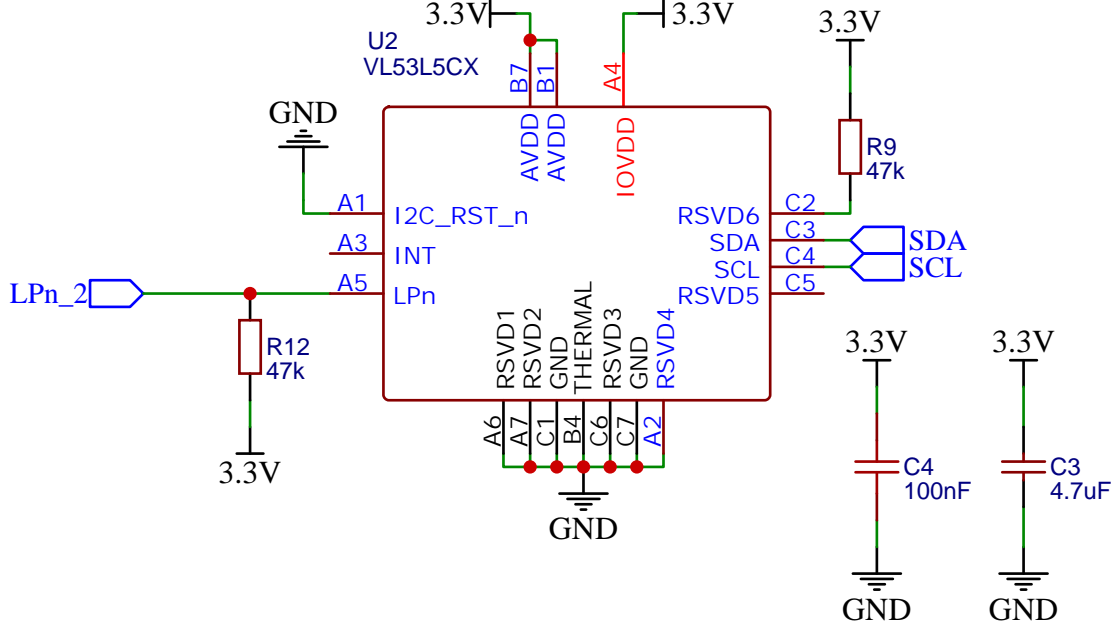 3.3V
3.3V
3.3V
U2
VL53L5CX
B7
B1
A4
GND
AVDD
AVDD
IOVDD
R9
47k
A1
I2C_RST_n
RSVD6
C2
A3
INT
SDA
C3
SDA
SCL
C4
SCL
LPn_2
A5
LPn
RSVD5
C5
R12
47k
RSVD1
RSVD2
GND
THERMAL
RSVD3
GND
RSVD4
A6
A7
C1
B4
C6
C7
A2
3.3V
GND
3.3V
3.3V
C4
100nF
C3
4.7uF
GND
GND